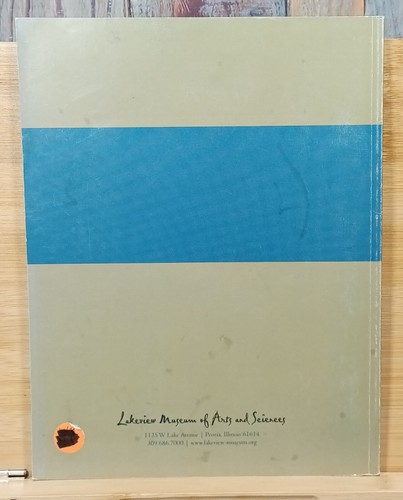 Lakeview Museum of Arts and Sciences
1125 W Lake Avenue | Peoria, Illinois 61614
309.686.7000 | www.lakeview-museum.org